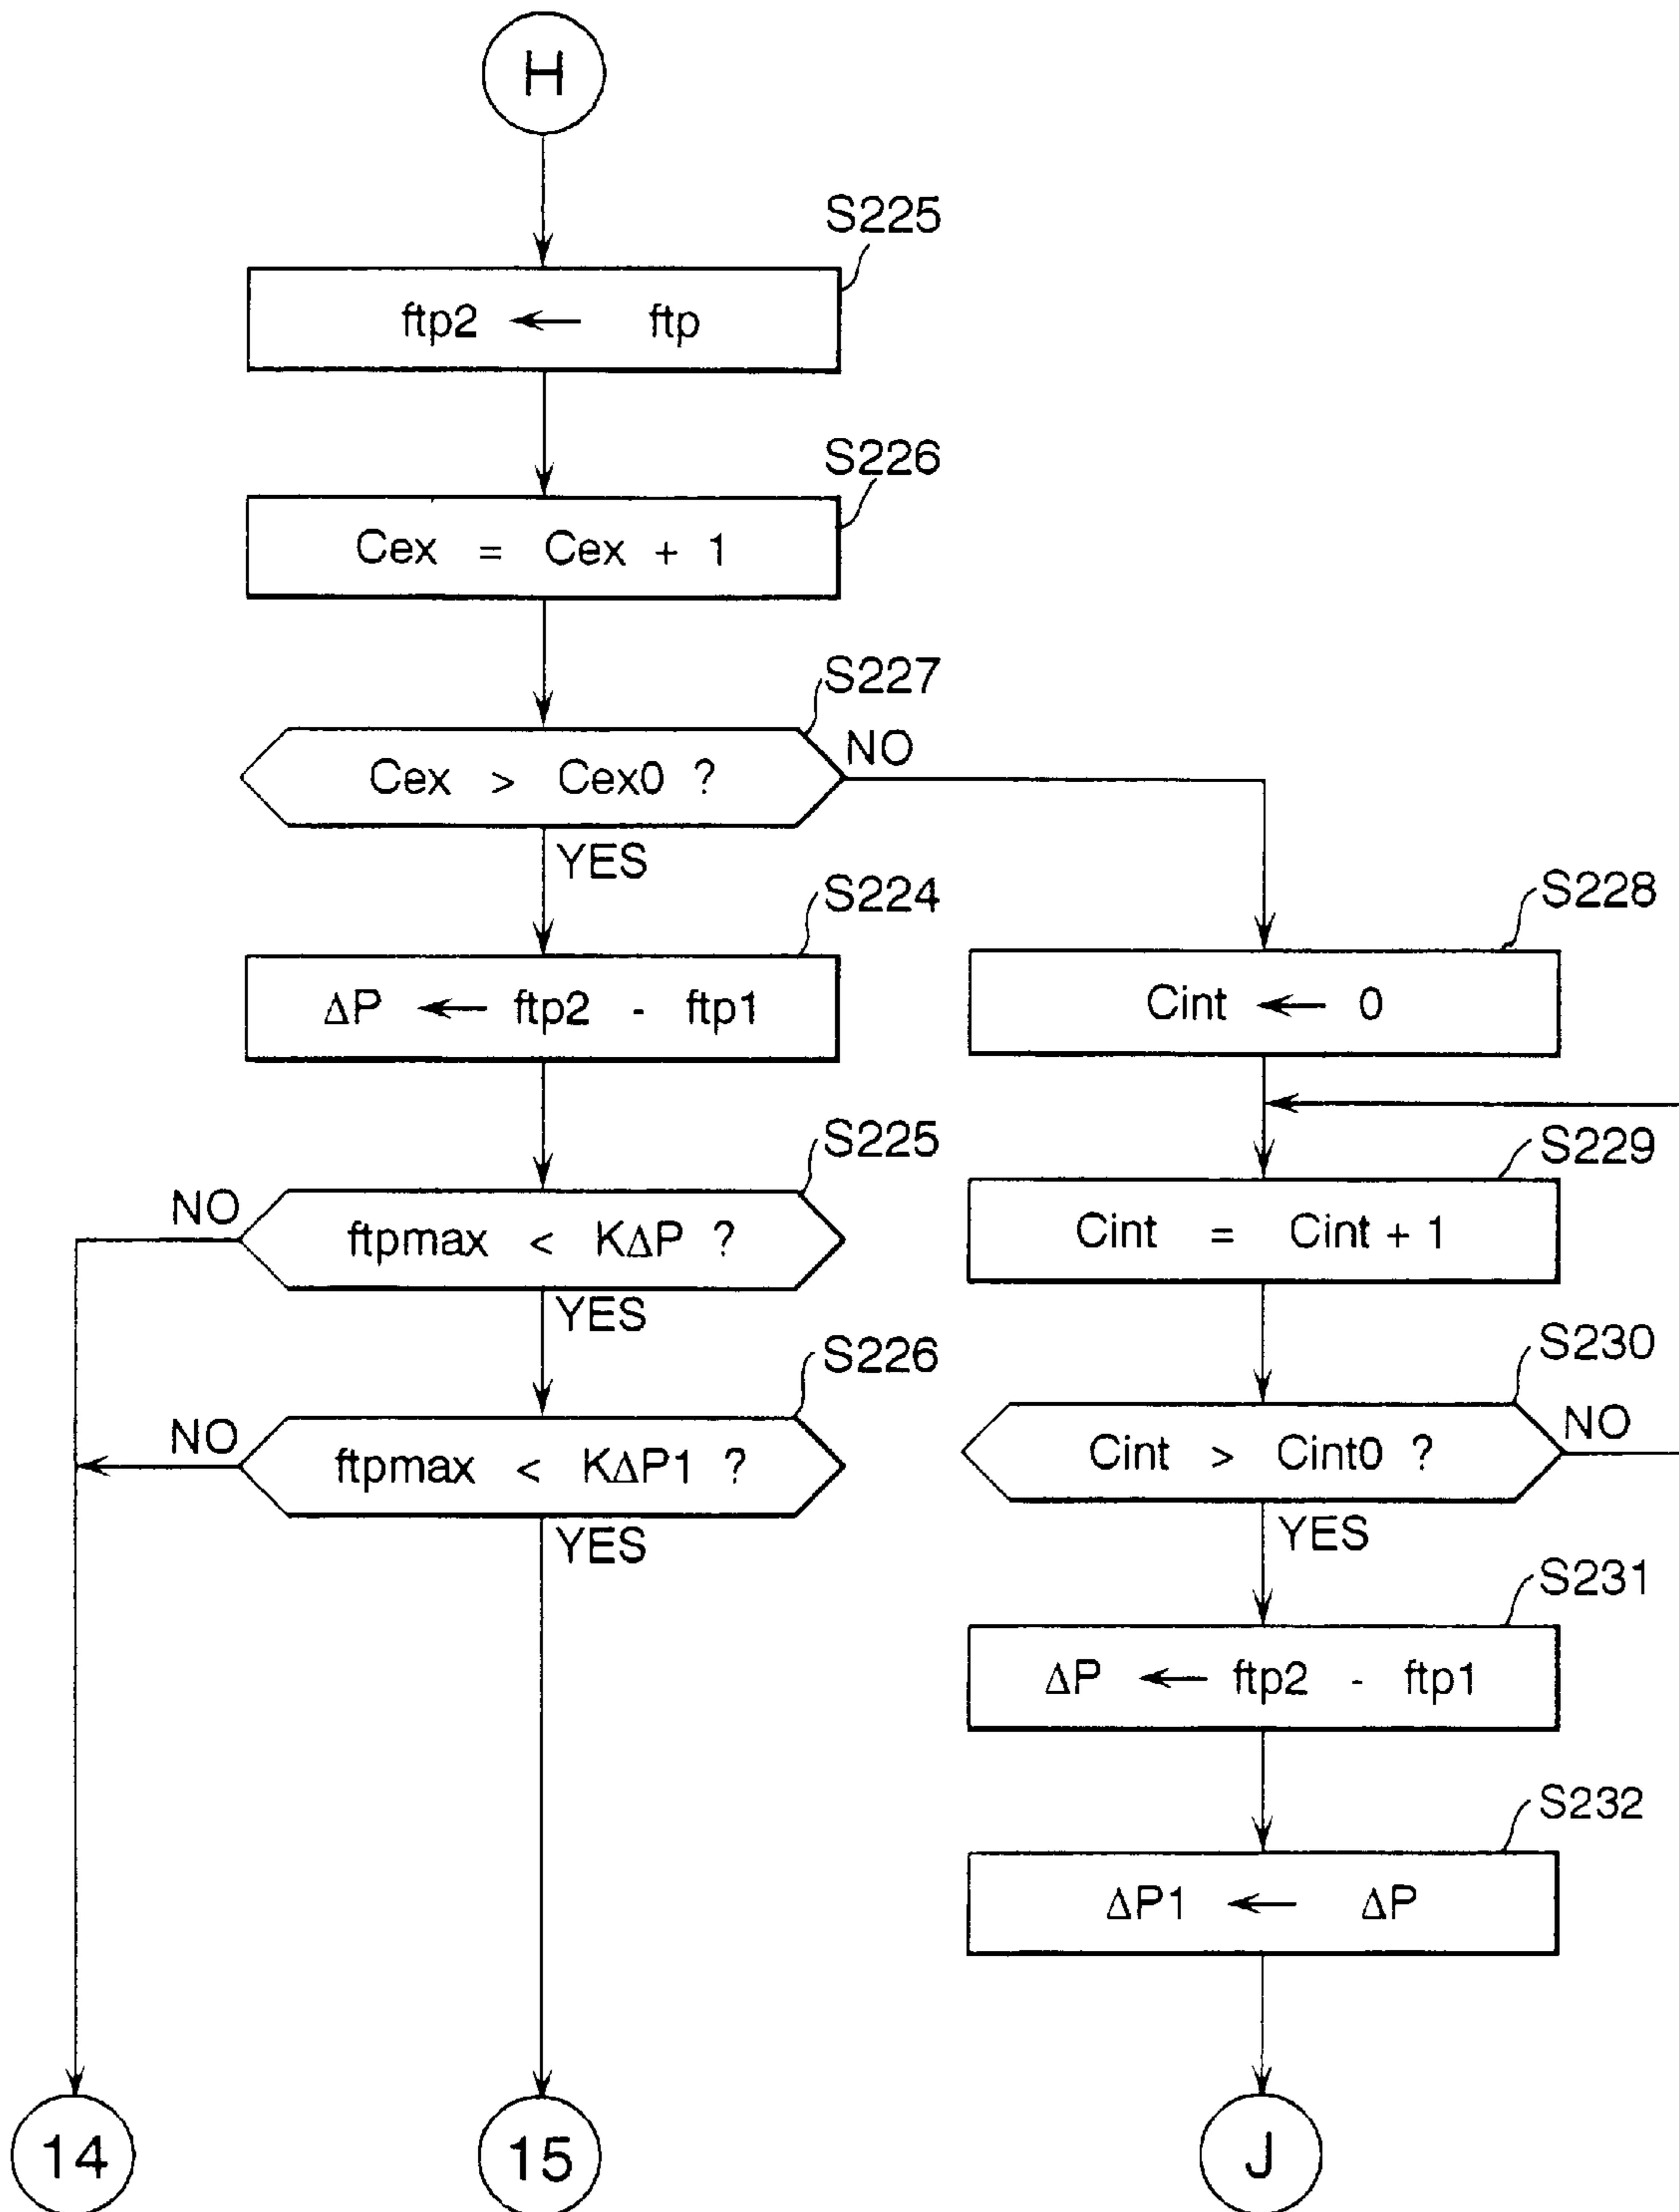 H
S225
ftp2 ← ftp
S226
Cex = Cex + 1
S227
Cex > Cex0 ?
NO
YES
S224
ΔP ← ftp2 - ftp1
S225
NO
ftpmax < KΔP ?
YES
S226
NO
ftpmax < KΔP1 ?
YES
S228
Cint ← 0
S229
Cint = Cint + 1
S230
Cint > Cint0 ?
NO
YES
S231
ΔP ← ftp2 - ftp1
S232
ΔP1 ← ΔP
14
15
J